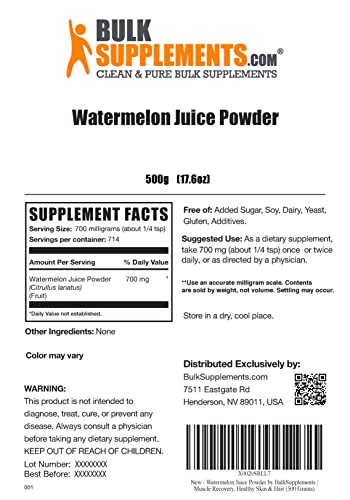 BULK
SUPPLEMENTS.COM®
CLEAN & PURE BULK SUPPLEMENTS
Watermelon Juice Powder
500g (17.6oz)
SUPPLEMENT FACTS
Serving Size: 700 milligrams (about 1/4 tsp)
Servings per container: 714
Amount Per Serving % Daily Value
Watermelon Juice Powder 700 mg *
(Citrullus lanatus)
(Fruit)
*Daily Value not established.
Other Ingredients: None
Color may vary
Free of: Added Sugar, Soy, Dairy, Yeast,
Gluten, Additives.
Suggested Use: As a dietary supplement,
take 700 mg (about 1/4 tsp) once or twice
daily, or as directed by a physician.
**Use an accurate milligram scale. Contents
are sold by weight, not volume. Settling may occur.
Store in a dry, cool place.
WARNING:
This product is not intended to
diagnose, treat, cure, or prevent any
disease. Always consult a physician
before taking any dietary supplement.
KEEP OUT OF REACH OF CHILDREN.
Lot Number: XXXXXXXX
Best Before: XXXXXXXX
001
Distributed Exclusively by:
BulkSupplements.com
7511 Eastgate Rd
Henderson, NV 89011, USA
X002OSRLL7
New - Watermelon Juice Powder by BulkSupplements |
Muscle Recovery, Healthy Skin & Hair (500 Grams)